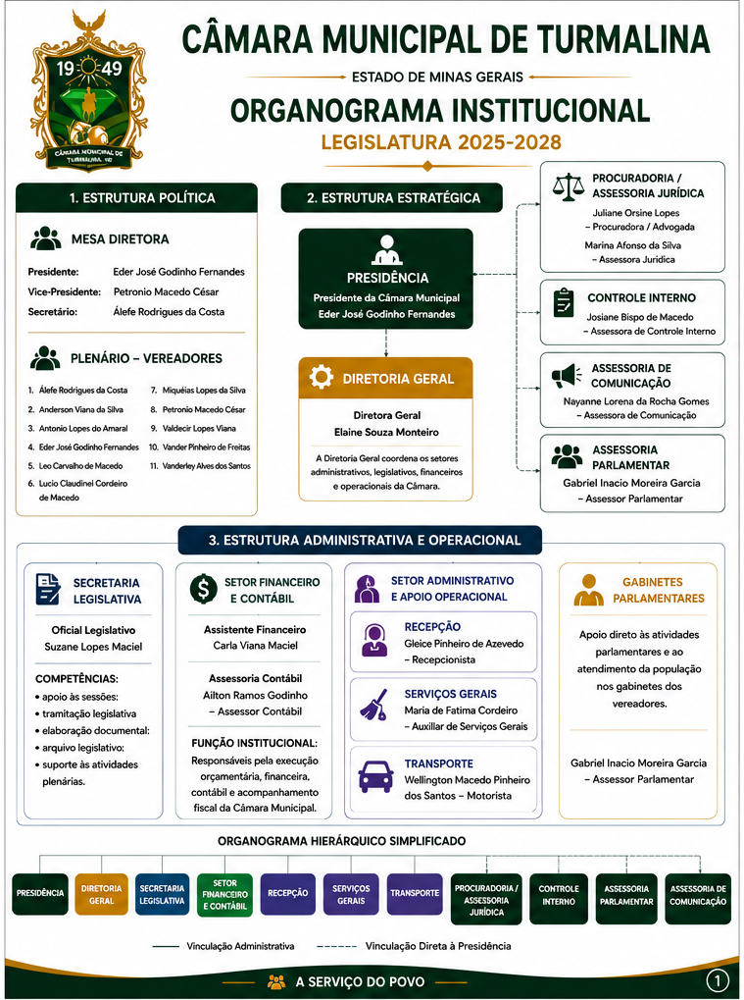 19 49
CÂMARA MUNICIPAL DE
TURMALINA, MG
CÂMARA MUNICIPAL DE TURMALINA
ESTADO DE MINAS GERAIS
ORGANOGRAMA INSTITUCIONAL
LEGISLATURA 2025-2028
1. ESTRUTURA POLÍTICA
MESA DIRETORA
Presidente: Eder José Godinho Fernandes
Vice-Presidente: Petronio Macedo César
Secretário: Álefe Rodrigues da Costa
PLENÁRIO – VEREADORES
1. Álefe Rodrigues da Costa
2. Anderson Viana da Silva
3. Antonio Lopes do Amaral
4. Eder José Godinho Fernandes
5. Leo Carvalho de Macedo
6. Lucio Claudinei Cordeiro
de Macedo
7. Miquéias Lopes da Silva
8. Petronio Macedo César
9. Valdecir Lopes Viana
10. Vander Pinheiro de Freitas
11. Vanderley Alves dos Santos
2. ESTRUTURA ESTRATÉGICA
PRESIDÊNCIA
Presidente da Câmara Municipal
Eder José Godinho Fernandes
DIRETORIA GERAL
Diretora Geral
Elaine Souza Monteiro
A Diretoria Geral coordena os setores
administrativos, legislativos, financeiros
e operacionais da Câmara.
PROCURADORIA /
ASSESSORIA JURÍDICA
Juliane Orsine Lopes
– Procuradora / Advogada
Marina Afonso da Silva
– Assessora Juridica
CONTROLE INTERNO
Josiane Bispo de Macedo
– Assessora de Controle Interno
ASSESSORIA DE
COMUNICAÇÃO
Nayanne Lorena da Rocha Gomes
– Assessora de Comunicação
ASSESSORIA
PARLAMENTAR
Gabriel Inacio Moreira Garcia
– Assessor Parlamentar
3. ESTRUTURA ADMINISTRATIVA E OPERACIONAL
SECRETARIA
LEGISLATIVA
Oficial Legislativo
Suzane Lopes Maciel
COMPETÊNCIAS:
• apoio às sessões:
• tramitação legislativa
• elaboração documental:
• arquivo legislativo:
• suporte às atividades
plenárias.
SETOR FINANCEIRO
E CONTÁBIL
Assistente Financeiro
Carla Viana Maciel
Assessoria Contábil
Ailton Ramos Godinho
– Assessor Contábil
FUNÇÃO INSTITUCIONAL:
Responsáveis pela execução
orçamentária, financeira,
contábil e acompanhamento
fiscal da Câmara Municipal.
SETOR ADMINISTRATIVO
E APOIO OPERACIONAL
RECEPÇÃO
Gleice Pinheiro de Azevedo
– Recepcionista
SERVIÇOS GERAIS
Maria de Fatima Cordeiro
– Auxillar de Serviços Gerais
TRANSPORTE
Wellington Macedo Pinheiro
dos Santos – Motorista
GABINETES
PARLAMENTARES
Apoio direto às atividades
parlamentares e ao
atendimento da população
nos gabinetes dos
vereadores.
Gabriel Inacio Moreira Garcia
– Assessor Parlamentar
ORGANOGRAMA HIERÁRQUICO SIMPLIFICADO
PRESIDÊNCIA
DIRETORIA
GERAL
SECRETARIA
LEGISLATIVA
SETOR
FINANCEIRO
E CONTÁBIL
RECEPÇÃO
SERVIÇOS
GERAIS
TRANSPORTE
PROCURADORIA /
ASSESSORIA
JURÍDICA
CONTROLE
INTERNO
ASSESSORIA
PARLAMENTAR
ASSESSORIA DE
COMUNICAÇÃO
Vinculação Administrativa
Vinculação Direta à Presidência
A SERVIÇO DO POVO
1